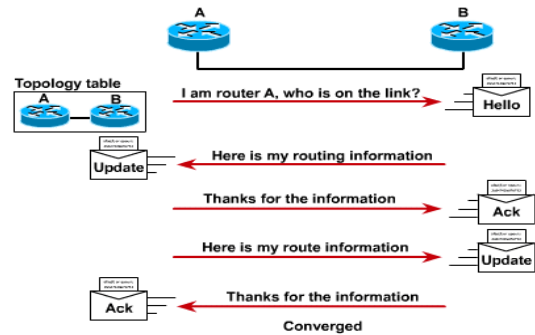 A
B
Topology table
A
B
I am router A, who is on the link?
Hello
Here is my routing information
Update
Thanks for the information
Ack
Here is my route information
Update
Thanks for the information
Ack
Converged